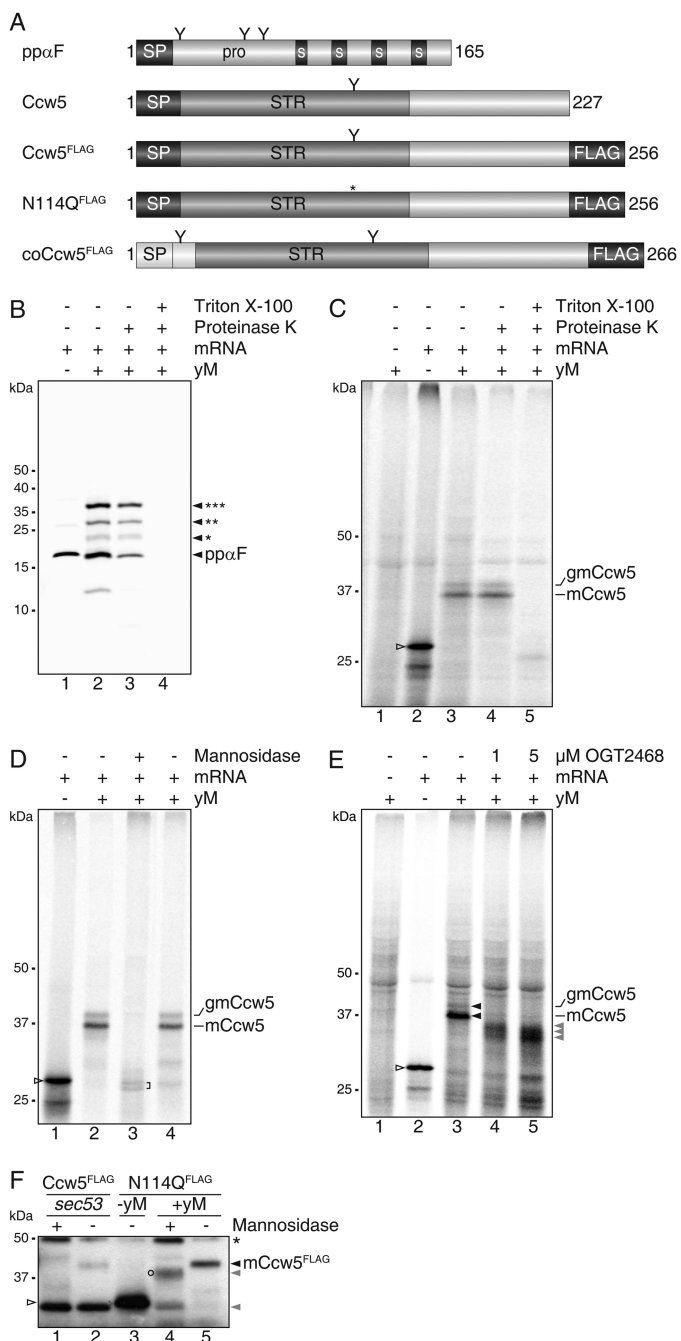 A
ppαF 1 SP Y pro Y Y s s s s 165
Ccw5 1 SP STR Y 227
Ccw5FLAG 1 SP STR Y FLAG 256
N114QFLAG 1 SP STR * FLAG 256
coCcw5FLAG 1 SP Y STR Y FLAG 266
B
- - - + Triton X-100
- - + + Proteinase K
+ + + + mRNA
- + + + yM
kDa
50
40
35 ***
25 **
*
ppαF
15
10
1 2 3 4
C
- - - - + Triton X-100
- - - + + Proteinase K
- + + + + mRNA
+ - + + + yM
kDa
50
37
gmCcw5
mCcw5
25
1 2 3 4 5
D
- - + - Mannosidase
+ + + + mRNA
- + + + yM
kDa
50
37
gmCcw5
mCcw5
25
1 2 3 4
E
- - - 1 5 µM OGT2468
- + + + + mRNA
+ - + + + yM
kDa
50
37
gmCcw5
mCcw5
25
1 2 3 4 5
F
Ccw5FLAG N114QFLAG
sec53 -yM +yM
+ - - + - Mannosidase
kDa
50 *
mCcw5FLAG
37
1 2 3 4 5